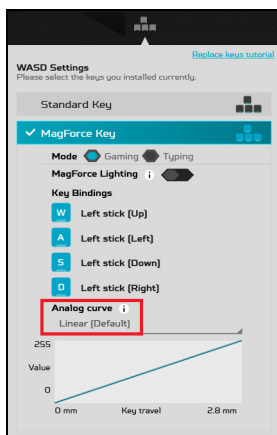 Replace keys tutorial
WASD Settings
Please select the keys you installed currently.
Standard Key
MagForce Key
Mode Gaming Typing
MagForce Lighting i
Key Bindings
W Left stick (Up)
A Left stick (Left)
S Left stick (Down)
D Left stick (Right)
Analog curve i
Linear (Default)
255
Value
0
0 mm Key travel 2.8 mm